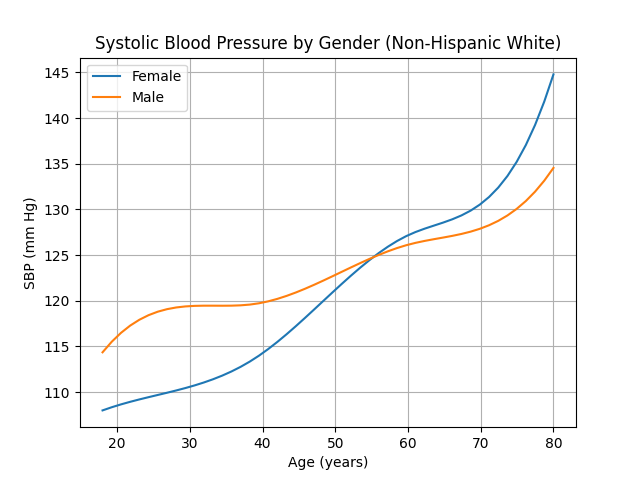 Systolic Blood Pressure by Gender (Non-Hispanic White)
Female
Male
145
140
135
130
125
120
115
110
SBP (mm Hg)
20 30 40 50 60 70 80
Age (years)